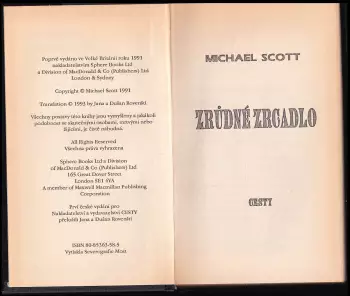 Poprvé vydáno ve Velké Británii roku 1991
nakladatelstvím Sphere Books Ltd
a Division of MacDonald & Co (Publishers) Ltd
London & Sydney
Copyright © Michael Scott 1991
Translation © 1993 by Jana a Dušan Rovenští
Všechny postavy této knihy jsou vymyšleny a jakákoli
podobnost se skutečnými osobami, mrtvými nebo
žijícími, je čistě náhodná.
All Rights Reserved
Všechna práva vyhrazena
Sphere Books Ltd a Division
of MacDonald & Co (Publishers) Ltd
165 Great Dover Street
London SE1 4YA
A member of Maxwell Macmillan Publishing
Corporation
Prvé české vydání pro
Nakladatelství a vydavatelství CESTY
přeložili Jana a Dušan Rovenští
ISBN 80-85363-58-8
Vytiskla Severografie Most
MICHAEL SCOTT
ZRŮDNÉ ZRCADLO
CESTY